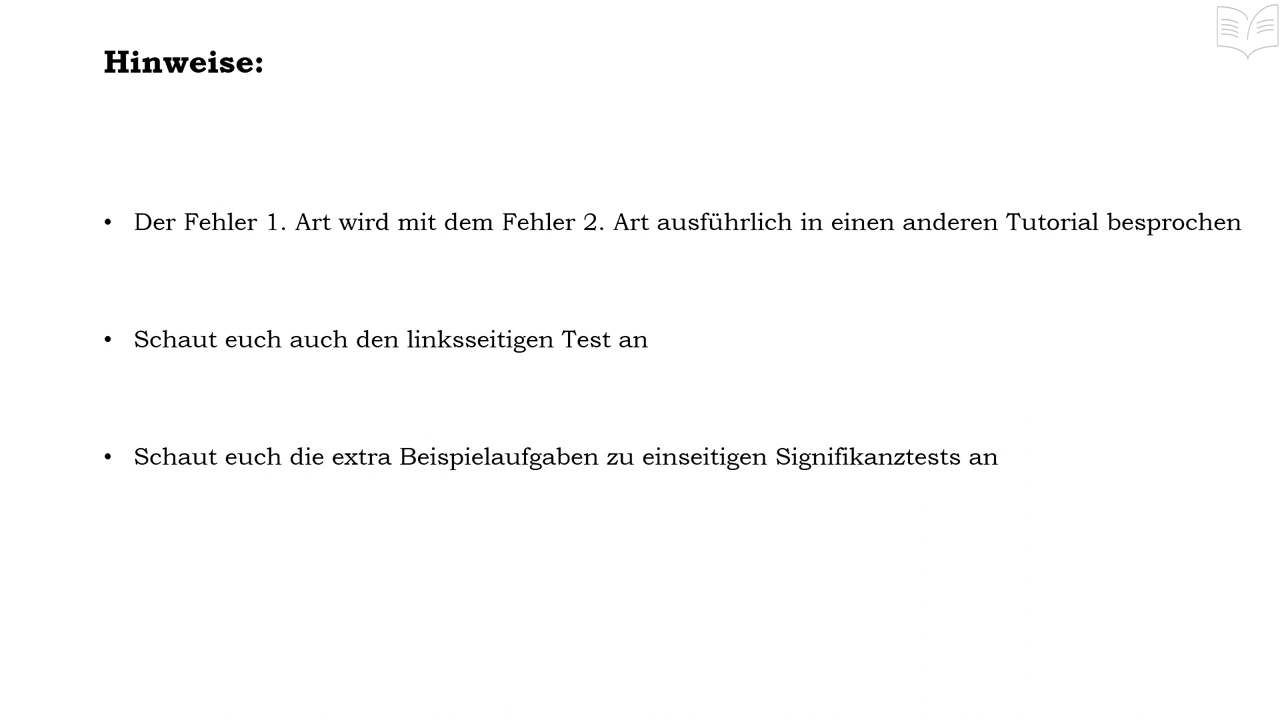 Hinweise:
• Der Fehler 1. Art wird mit dem Fehler 2. Art ausführlich in einen anderen Tutorial besprochen
• Schaut euch auch den linksseitigen Test an
• Schaut euch die extra Beispielaufgaben zu einseitigen Signifikanztests an